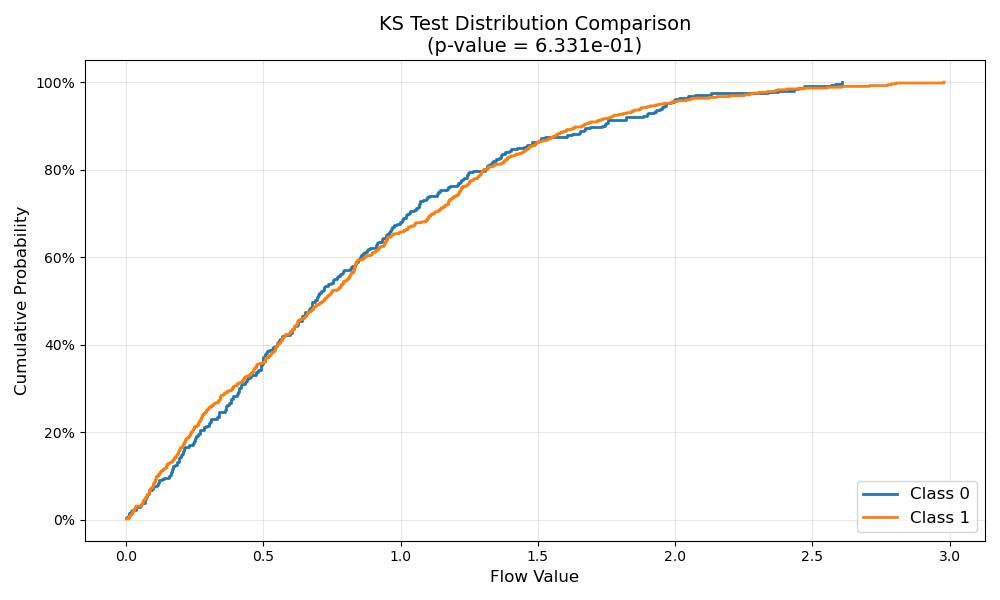 KS Test Distribution Comparison
(p-value = 6.331e-01)
Cumulative Probability
100%
80%
60%
40%
20%
0%
0.0 0.5 1.0 1.5 2.0 2.5 3.0
Flow Value
Class 0
Class 1